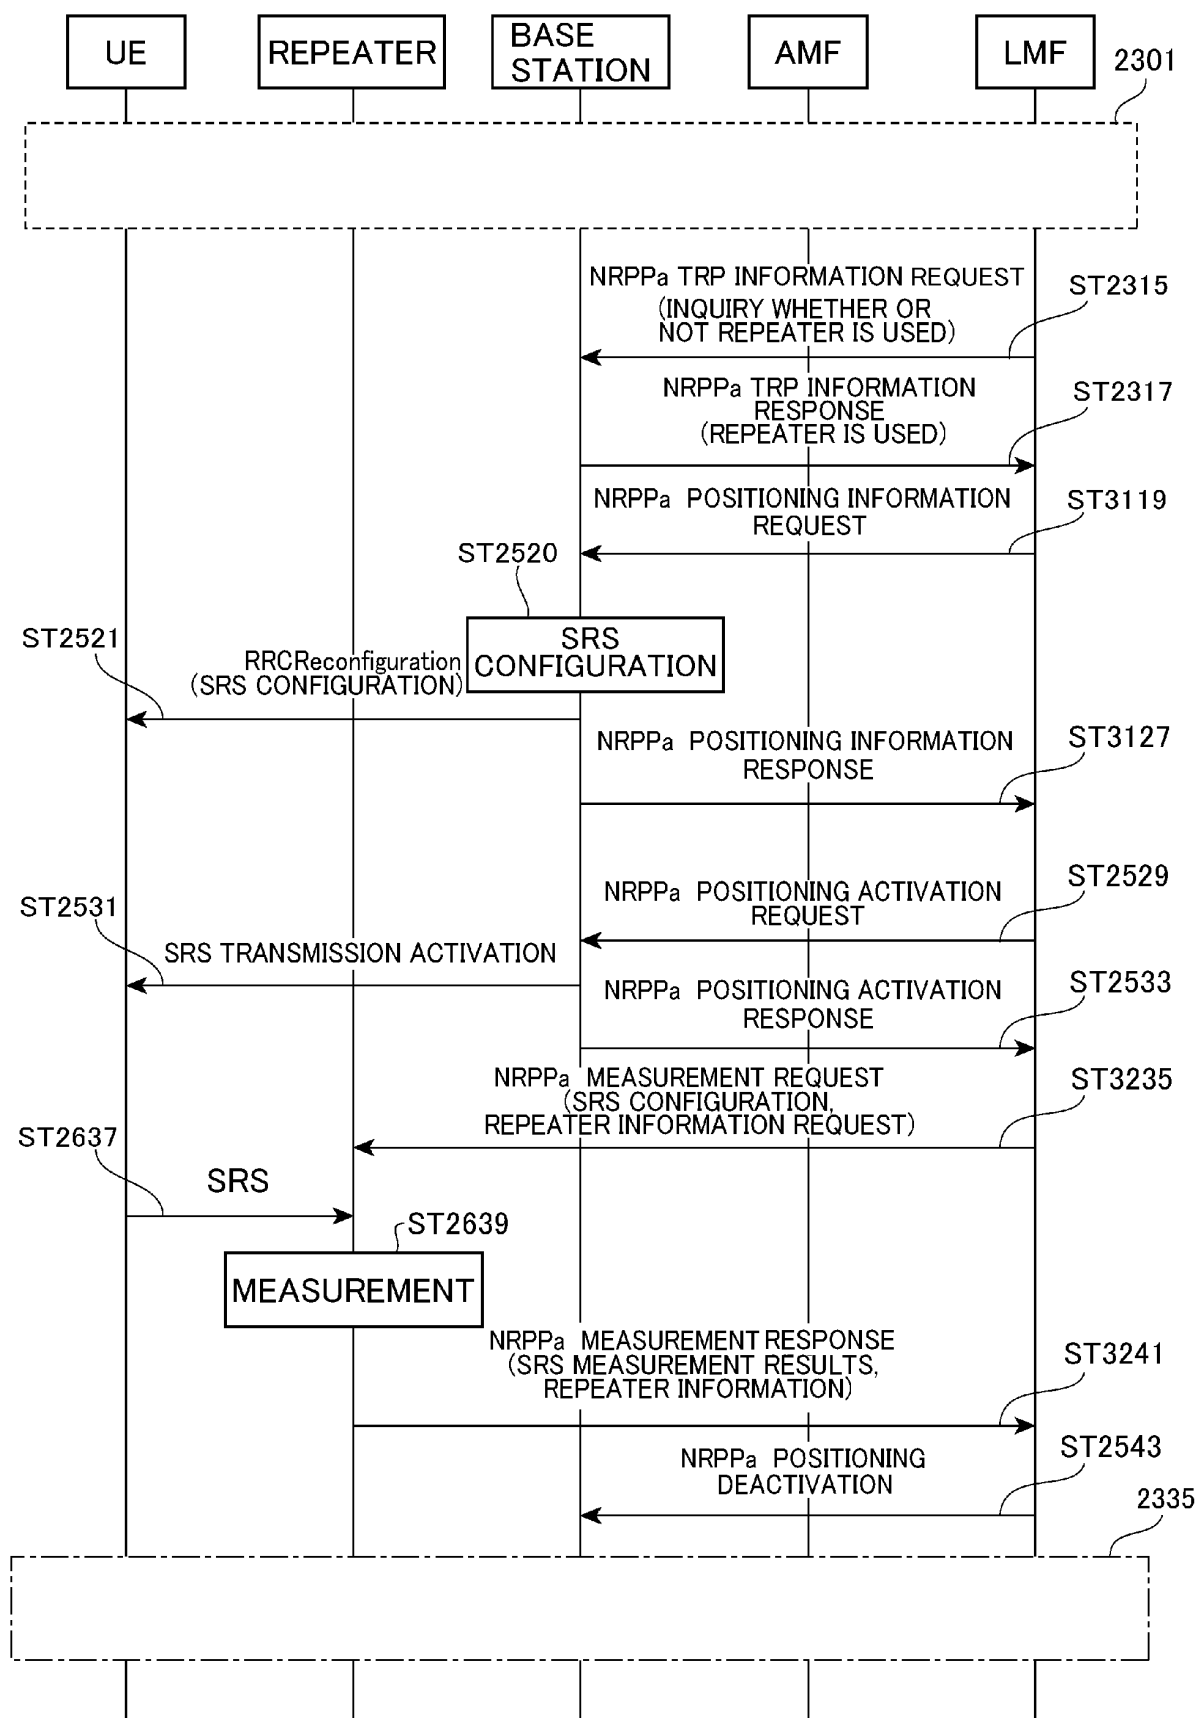 UE
REPEATER
BASE
STATION
AMF
LMF
2301
NRPPa TRP INFORMATION REQUEST
(INQUIRY WHETHER OR
NOT REPEATER IS USED)
ST2315
NRPPa TRP INFORMATION
RESPONSE
(REPEATER IS USED)
ST2317
NRPPa POSITIONING INFORMATION
REQUEST
ST3119
ST2520
SRS
CONFIGURATION
ST2521
RRCReconfiguration
(SRS CONFIGURATION)
NRPPa POSITIONING INFORMATION
RESPONSE
ST3127
NRPPa POSITIONING ACTIVATION
REQUEST
ST2529
ST2531
SRS TRANSMISSION ACTIVATION
NRPPa POSITIONING ACTIVATION
RESPONSE
ST2533
NRPPa MEASUREMENT REQUEST
(SRS CONFIGURATION,
REPEATER INFORMATION REQUEST)
ST3235
ST2637
SRS
ST2639
MEASUREMENT
NRPPa MEASUREMENT RESPONSE
(SRS MEASUREMENT RESULTS,
REPEATER INFORMATION)
ST3241
NRPPa POSITIONING
DEACTIVATION
ST2543
2335